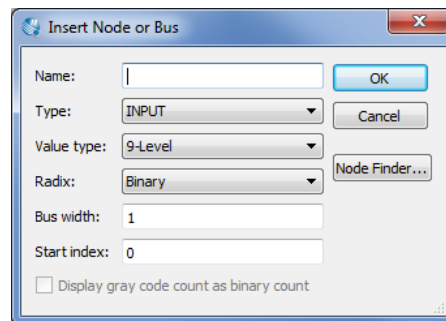 Insert Node or Bus
Name:
OK
Type: INPUT
Cancel
Value type: 9-Level
Radix: Binary
Node Finder...
Bus width: 1
Start index: 0
Display gray code count as binary count